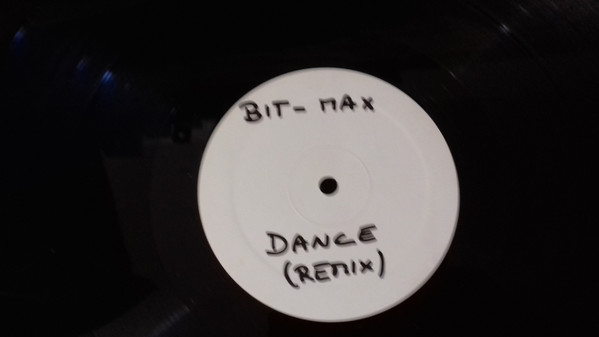 BIT-MAX
DANCE
(REMIX)